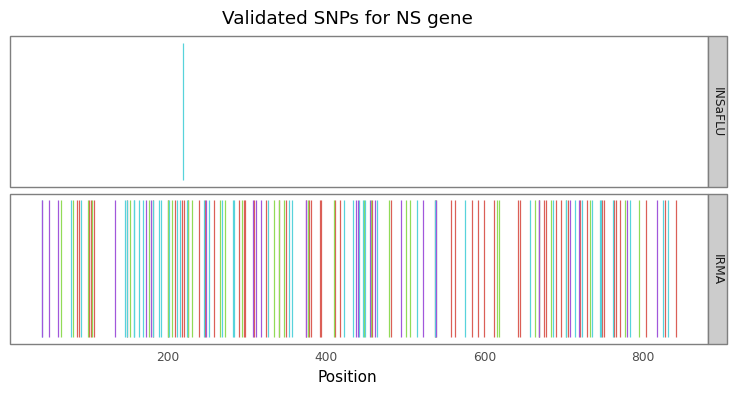 Validated SNPs for NS gene
INSaFLU
IRMA
200 400 600 800
Position